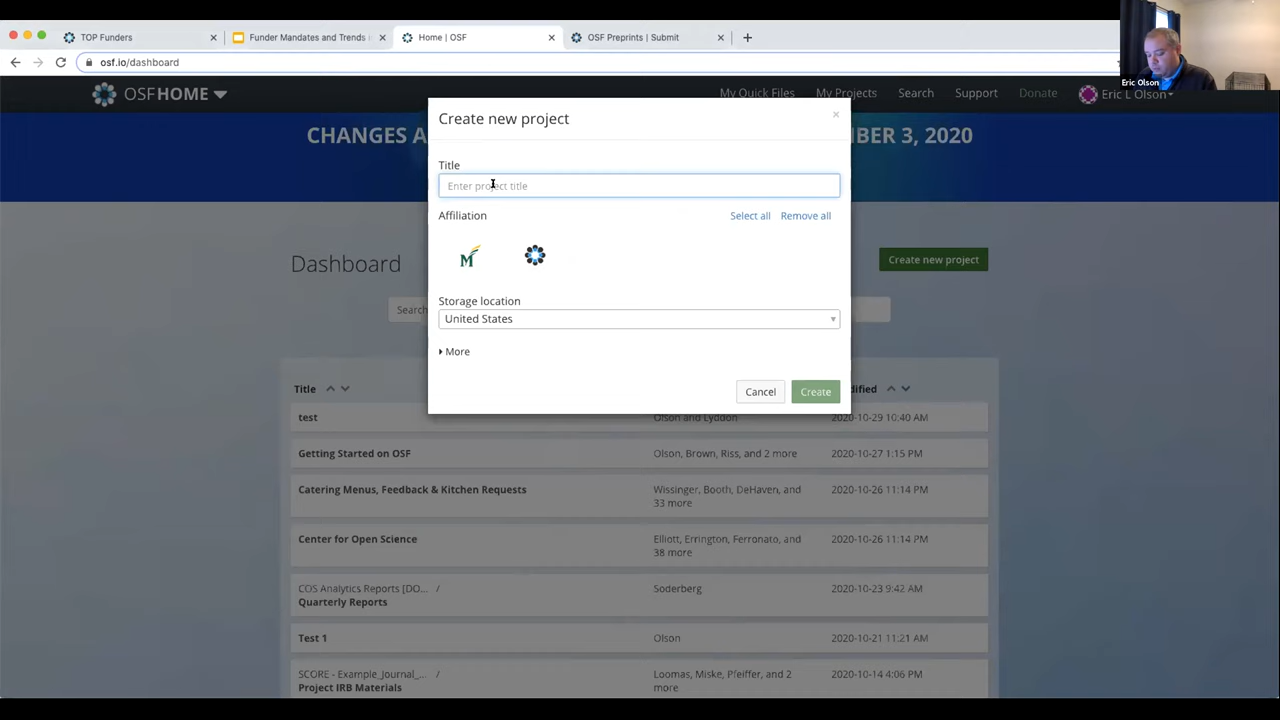 TOP Funders
Funder Mandates and Trends i
Home | OSF
OSF Preprints | Submit
osf.io/dashboard
Eric Olson
OSFHOME
My Quick Files
My Projects
Search
Support
Donate
Eric L Olson
CHANGES A
BER 3, 2020
Create new project
×
Title
Enter project title
Affiliation
Select all
Remove all
M
Storage location
United States
More
Cancel
Create
Dashboard
Create new project
Search
Title
dified
test
Olson and Lyddon
2020-10-29 10:40 AM
Getting Started on OSF
Olson, Brown, Riss, and 2 more
2020-10-27 1:15 PM
Catering Menus, Feedback & Kitchen Requests
Wissinger, Booth, DeHaven, and
33 more
2020-10-26 11:14 PM
Center for Open Science
Elliott, Errington, Ferronato, and
38 more
2020-10-26 11:14 PM
COS Analytics Reports [DO... /
Quarterly Reports
Soderberg
2020-10-23 9:42 AM
Test 1
Olson
2020-10-21 11:21 AM
SCORE - Example_Journal_... /
Project IRB Materials
Loomas, Miske, Pfeiffer, and 2
more
2020-10-14 4:06 PM